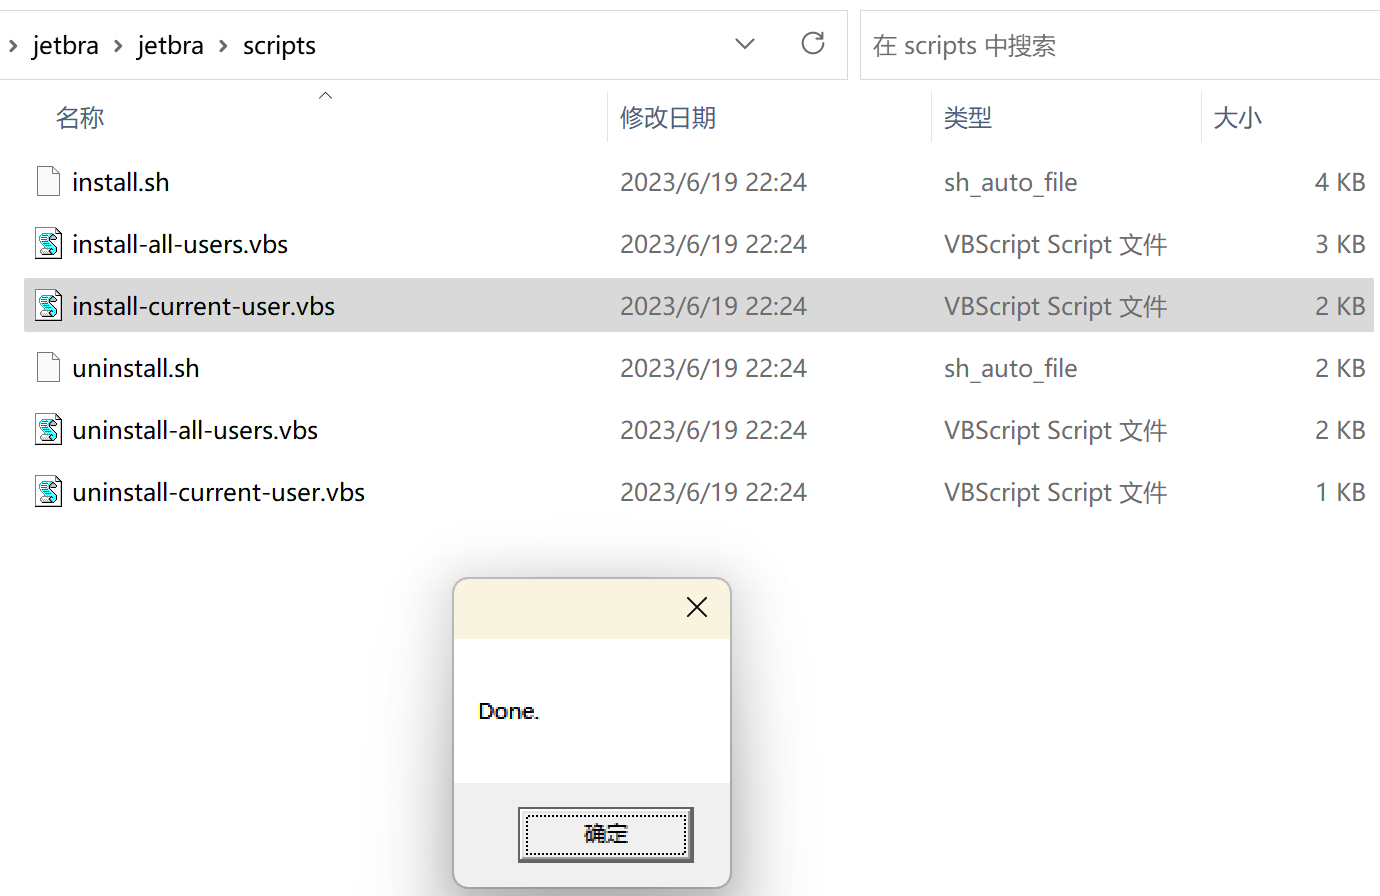 jetbra jetbra scripts 在 scripts 中搜索
名称 修改日期 类型 大小
install.sh 2023/6/19 22:24 sh_auto_file 4 KB
install-all-users.vbs 2023/6/19 22:24 VBScript Script 文件 3 KB
install-current-user.vbs 2023/6/19 22:24 VBScript Script 文件 2 KB
uninstall.sh 2023/6/19 22:24 sh_auto_file 2 KB
uninstall-all-users.vbs 2023/6/19 22:24 VBScript Script 文件 2 KB
uninstall-current-user.vbs 2023/6/19 22:24 VBScript Script 文件 1 KB
Done.
确定